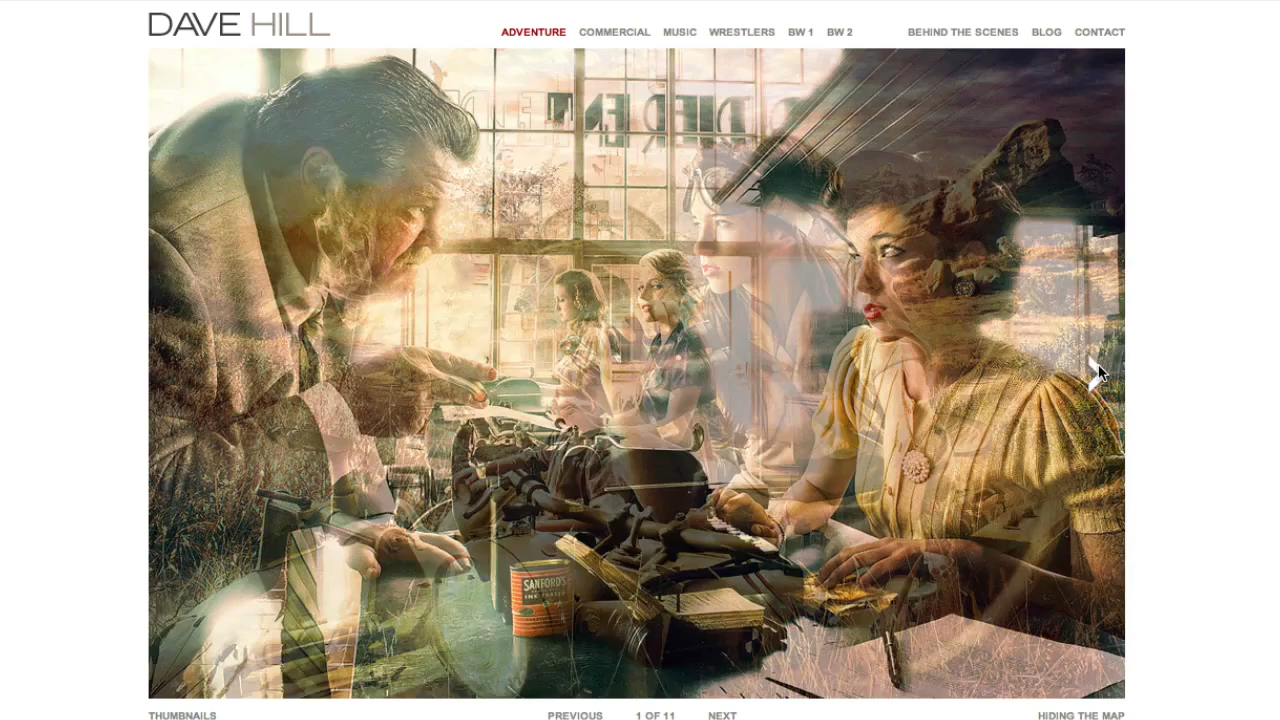 DAVE HILL
ADVENTURE COMMERCIAL MUSIC WRESTLERS BW 1 BW 2 BEHIND THE SCENES BLOG CONTACT
SANFORD'S
THUMBNAILS PREVIOUS 1 OF 11 NEXT HIDING THE MAP